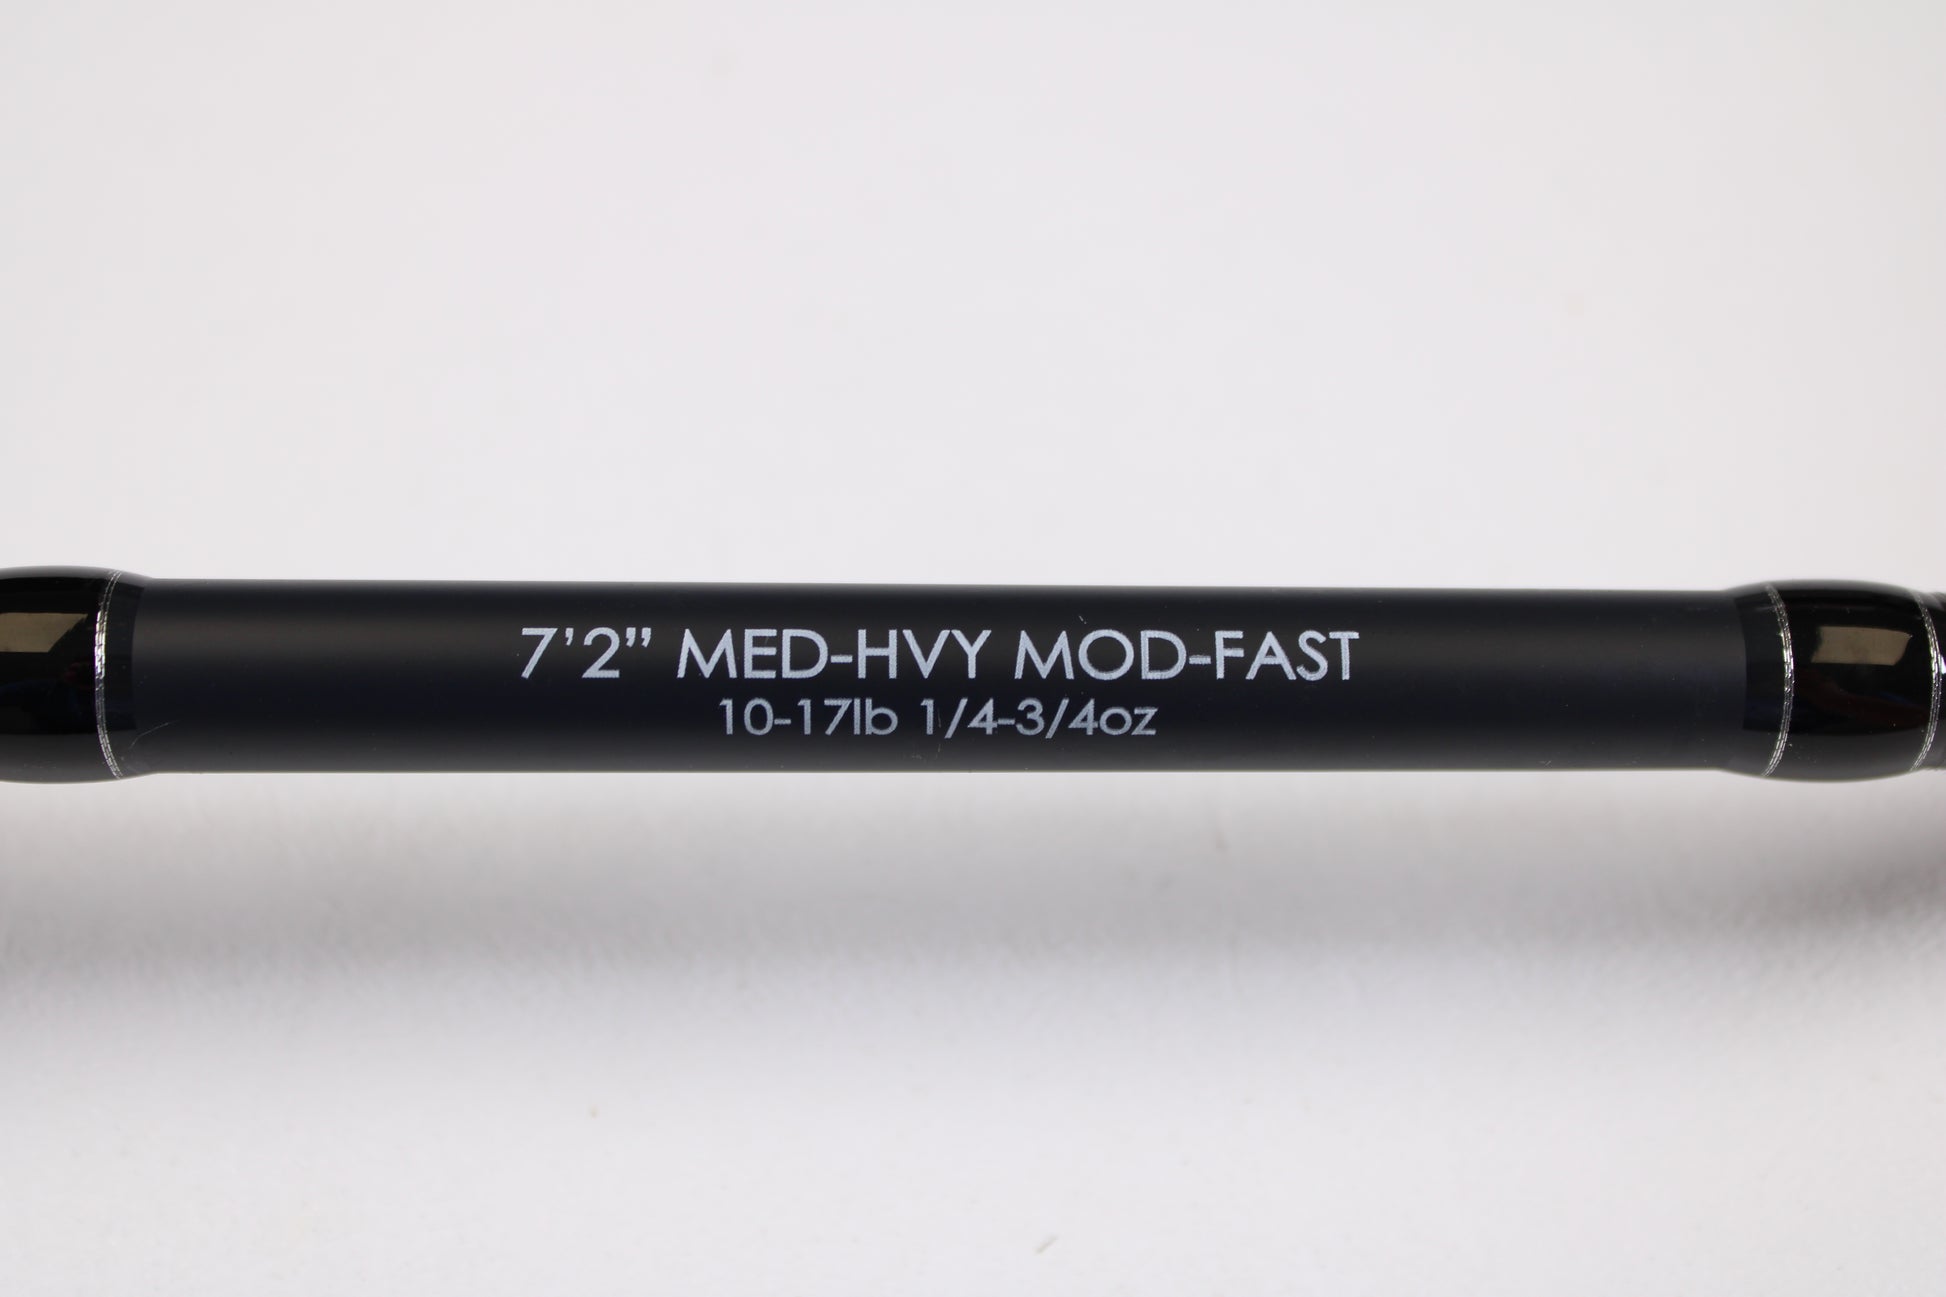 7’2” MED-HVY MOD-FAST
10-17lb 1/4-3/4oz